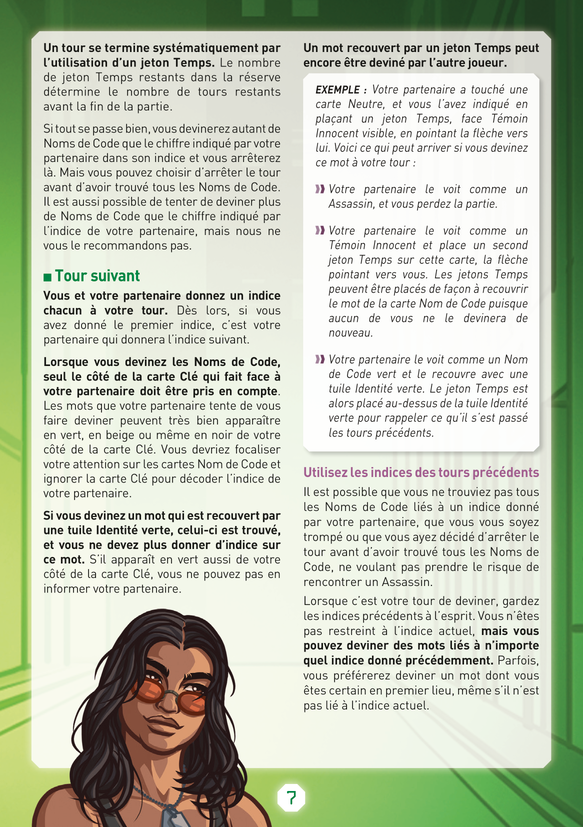 Un tour se termine systématiquement par
l'utilisation d'un jeton Temps. Le nombre
de jeton Temps restants dans la réserve
détermine le nombre de tours restants
avant la fin de la partie.
Si tout se passe bien, vous devinerez autant de
Noms de Code que le chiffre indiqué par votre
partenaire dans son indice et vous arrêterez
là. Mais vous pouvez choisir d'arrêter le tour
avant d'avoir trouvé tous les Noms de Code.
Il est aussi possible de tenter de deviner plus
de Noms de Code que le chiffre indiqué par
l'indice de votre partenaire, mais nous ne
vous le recommandons pas.
Tour suivant
Vous et votre partenaire donnez un indice
chacun à votre tour. Dès lors, si vous
avez donné le premier indice, c'est votre
partenaire qui donnera l'indice suivant.
Lorsque vous devinez les Noms de Code,
seul le côté de la carte Clé qui fait face à
votre partenaire doit être pris en compte.
Les mots que votre partenaire tente de vous
faire deviner peuvent très bien apparaître
en vert, en beige ou même en noir de votre
côté de la carte Clé. Vous devriez focaliser
votre attention sur les cartes Nom de Code et
ignorer la carte Clé pour décoder l'indice de
votre partenaire.
Si vous devinez un mot qui est recouvert par
une tuile Identité verte, celui-ci est trouvé,
et vous ne devez plus donner d'indice sur
ce mot. S'il apparaît en vert aussi de votre
côté de la carte Clé, vous ne pouvez pas en
informer votre partenaire.
Un mot recouvert par un jeton Temps peut
encore être deviné par l'autre joueur.
EXEMPLE : Votre partenaire a touché une
carte Neutre, et vous l'avez indiqué en
plaçant un jeton Temps, face Témoin
Innocent visible, en pointant la flèche vers
lui. Voici ce qui peut arriver si vous devinez
ce mot à votre tour :
Votre partenaire le voit comme un
Assassin, et vous perdez la partie.
Votre partenaire le voit comme un
Témoin Innocent et place un second
jeton Temps sur cette carte, la flèche
pointant vers vous. Les jetons Temps
peuvent être placés de façon à recouvrir
le mot de la carte Nom de Code puisque
aucun de vous ne le devinera de
nouveau.
Votre partenaire le voit comme un Nom
de Code vert et le recouvre avec une
tuile Identité verte. Le jeton Temps est
alors placé au-dessus de la tuile Identité
verte pour rappeler ce qu'il s'est passé
les tours précédents.
Utilisez les indices des tours précédents
Il est possible que vous ne trouviez pas tous
les Noms de Code liés à un indice donné
par votre partenaire, que vous vous soyez
trompé ou que vous ayez décidé d'arrêter le
tour avant d'avoir trouvé tous les Noms de
Code, ne voulant pas prendre le risque de
rencontrer un Assassin.
Lorsque c'est votre tour de deviner, gardez
les indices précédents à l'esprit. Vous n'êtes
pas restreint à l'indice actuel, mais vous
pouvez deviner des mots liés à n'importe
quel indice donné précédemment. Parfois,
vous préférerez deviner un mot dont vous
êtes certain en premier lieu, même s'il n'est
pas lié à l'indice actuel.
7